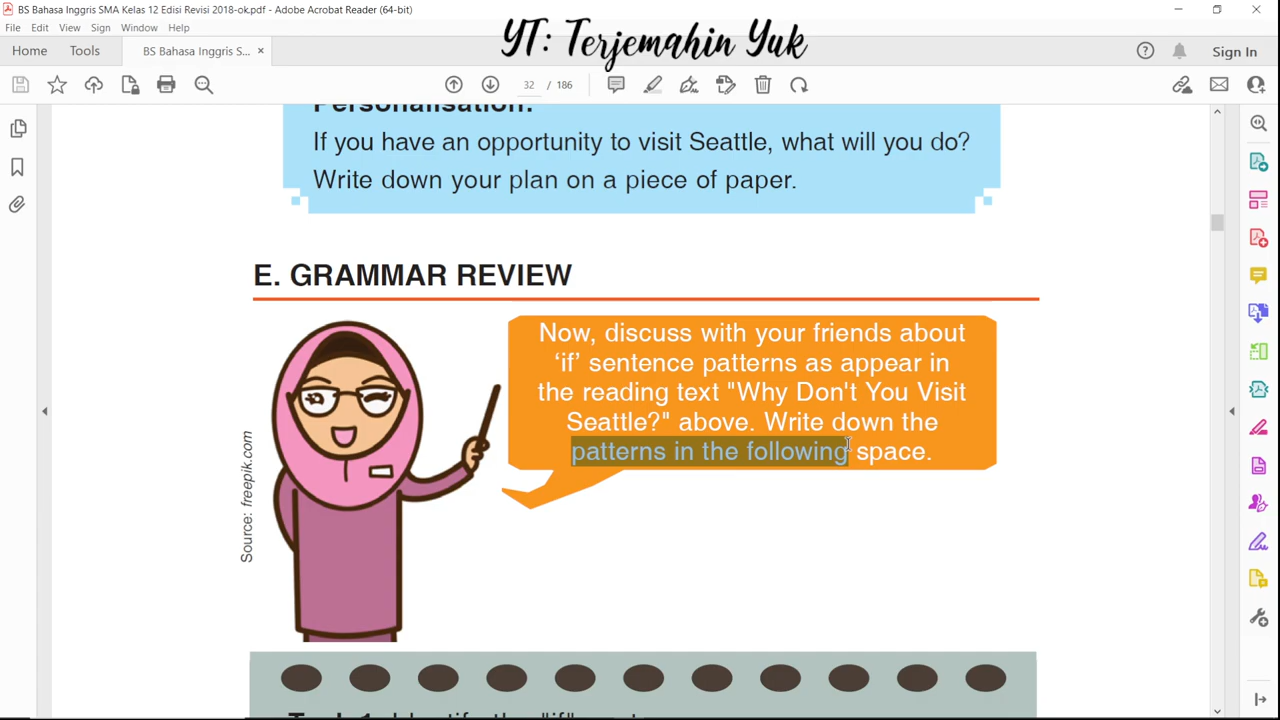 BS Bahasa Inggris SMA Kelas 12 Edisi Revisi 2018-ok.pdf - Adobe Acrobat Reader (64-bit)
YT: Terjemahin Yuk
File Edit View Sign Window Help
Home Tools BS Bahasa Inggris S... × Sign In
32 / 186
Personalisation:
If you have an opportunity to visit Seattle, what will you do?
Write down your plan on a piece of paper.
E. GRAMMAR REVIEW
Now, discuss with your friends about
‘if’ sentence patterns as appear in
the reading text "Why Don't You Visit
Seattle?" above. Write down the
patterns in the following space.
Source: freepik.com